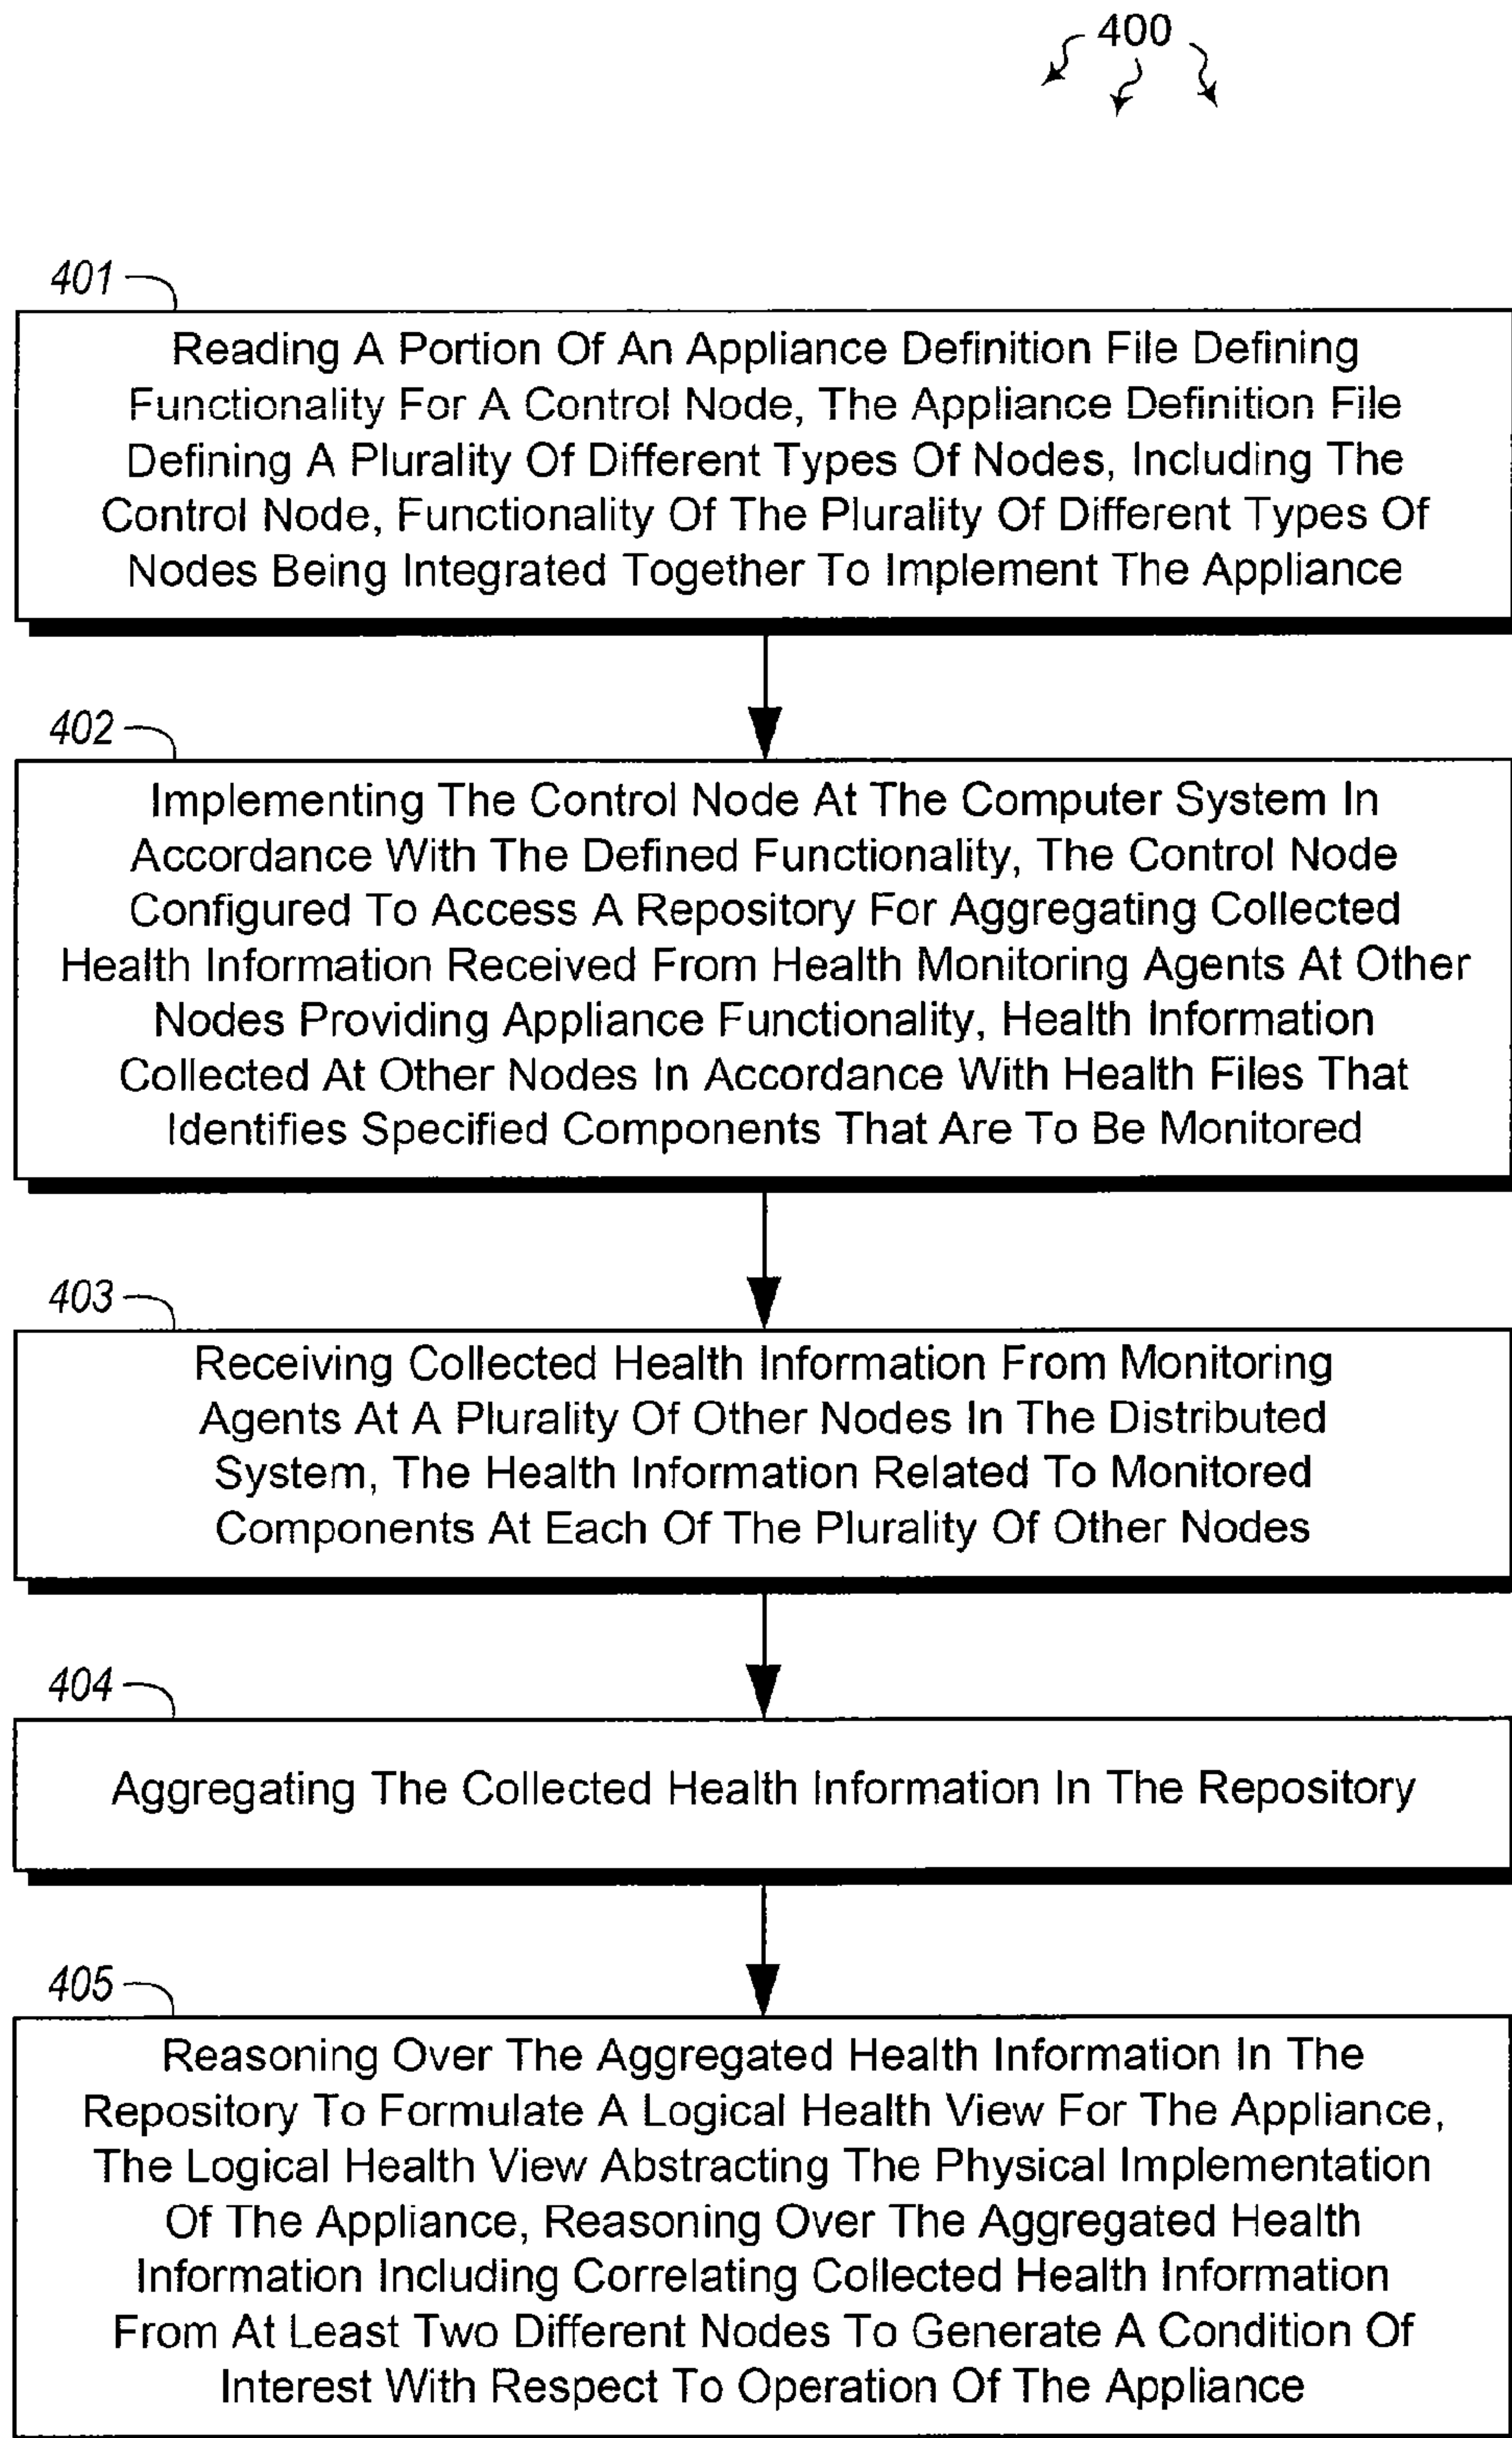 400
401
Reading A Portion Of An Appliance Definition File Defining
Functionality For A Control Node, The Appliance Definition File
Defining A Plurality Of Different Types Of Nodes, Including The
Control Node, Functionality Of The Plurality Of Different Types Of
Nodes Being Integrated Together To Implement The Appliance
402
Implementing The Control Node At The Computer System In
Accordance With The Defined Functionality, The Control Node
Configured To Access A Repository For Aggregating Collected
Health Information Received From Health Monitoring Agents At Other
Nodes Providing Appliance Functionality, Health Information
Collected At Other Nodes In Accordance With Health Files That
Identifies Specified Components That Are To Be Monitored
403
Receiving Collected Health Information From Monitoring
Agents At A Plurality Of Other Nodes In The Distributed
System, The Health Information Related To Monitored
Components At Each Of The Plurality Of Other Nodes
404
Aggregating The Collected Health Information In The Repository
405
Reasoning Over The Aggregated Health Information In The
Repository To Formulate A Logical Health View For The Appliance,
The Logical Health View Abstracting The Physical Implementation
Of The Appliance, Reasoning Over The Aggregated Health
Information Including Correlating Collected Health Information
From At Least Two Different Nodes To Generate A Condition Of
Interest With Respect To Operation Of The Appliance